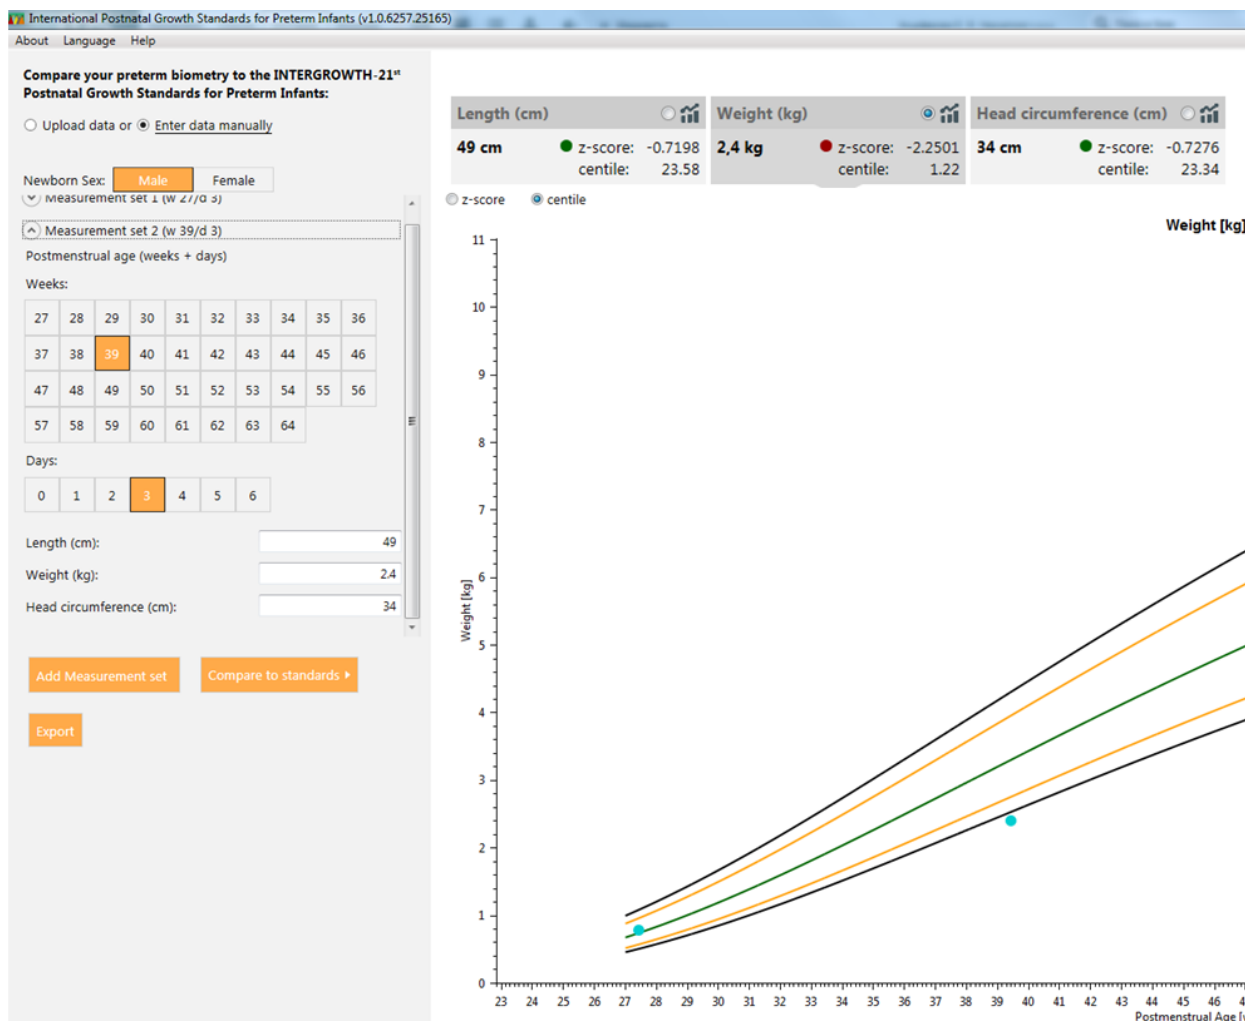 International Postnatal Growth Standards for Preterm Infants (v1.0.6257.25165)
About Language Help
Compare your preterm biometry to the INTERGROWTH-21st
Postnatal Growth Standards for Preterm Infants:
Upload data or Enter data manually
Newborn Sex: Male Female
Measurement set 1 (w 27/d 3)
Measurement set 2 (w 39/d 3)
Postmenstrual age (weeks + days)
Weeks:
27 28 29 30 31 32 33 34 35 36
37 38 39 40 41 42 43 44 45 46
47 48 49 50 51 52 53 54 55 56
57 58 59 60 61 62 63 64
Days:
0 1 2 3 4 5 6
Length (cm): 49
Weight (kg): 2.4
Head circumference (cm): 34
Add Measurement set Compare to standards
Export
Length (cm) Weight (kg) Head circumference (cm)
49 cm z-score: -0.7198 2,4 kg z-score: -2.2501 34 cm z-score: -0.7276
centile: 23.58 centile: 1.22 centile: 23.34
z-score centile
Weight [kg]
11
10
9
8
7
6
5
4
3
2
1
0
Weight [kg]
23 24 25 26 27 28 29 30 31 32 33 34 35 36 37 38 39 40 41 42 43 44 45 46
Postmenstrual Age